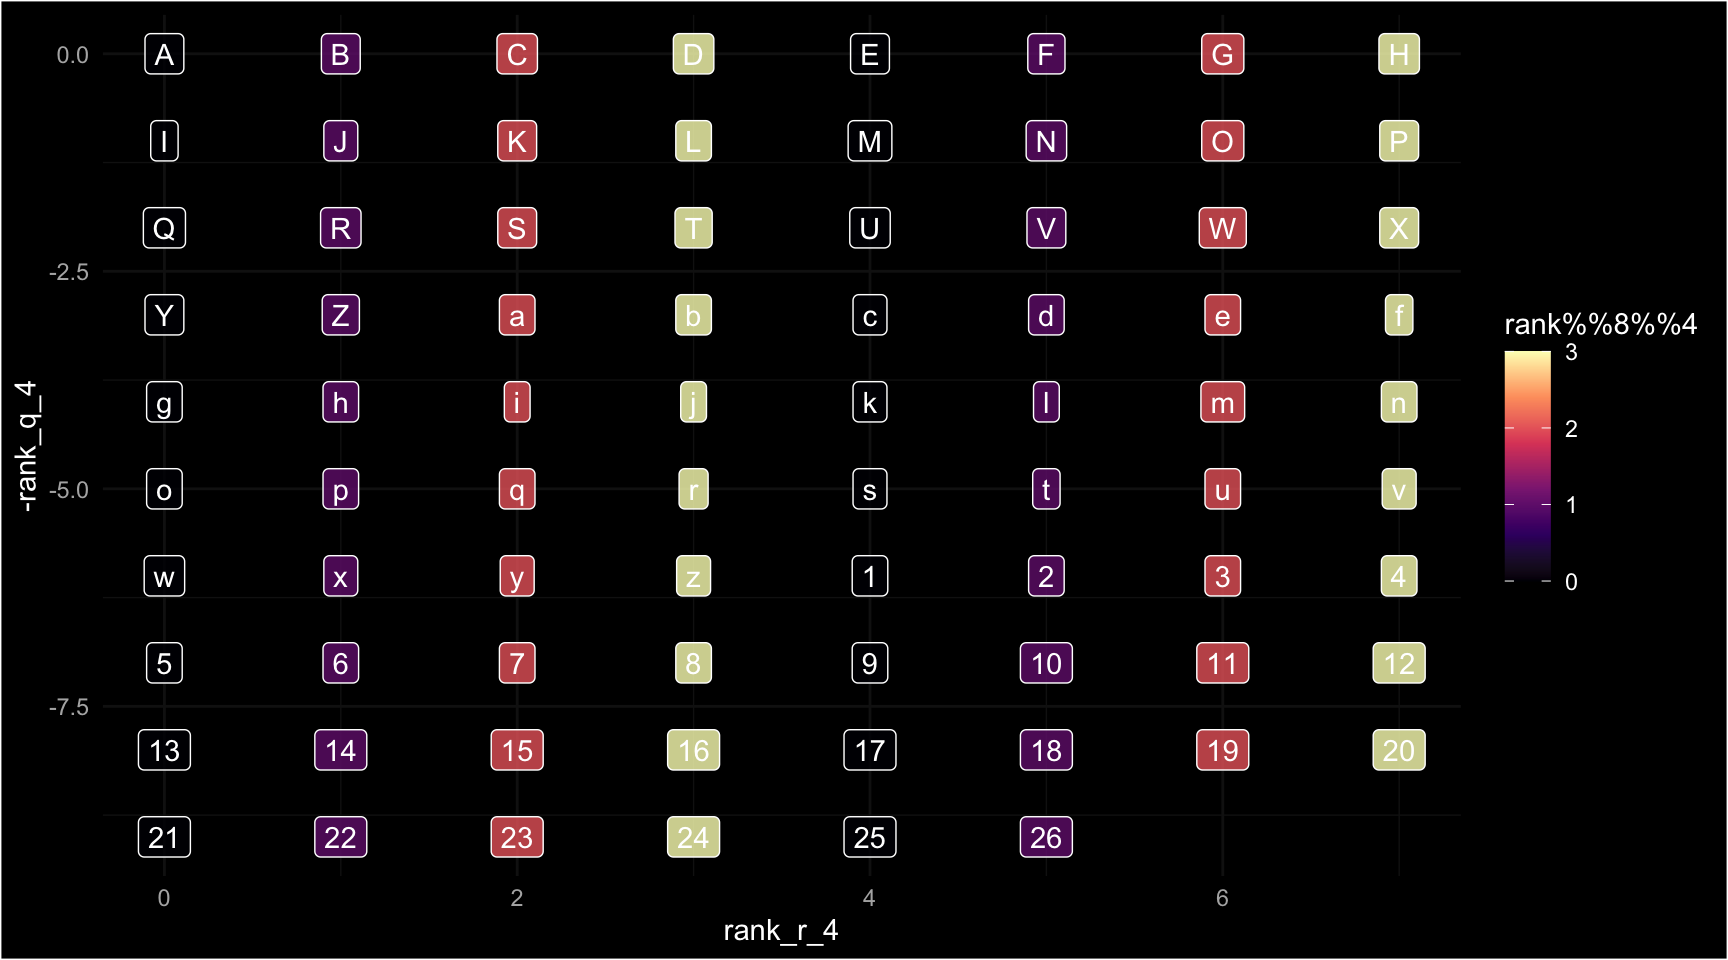 0.0 A B C D E F G H
I J K L M N O P
Q R S T U V W X
-2.5
Y Z a b c d e f
rank%%8%%4
3
2
1
0
g h i j k l m n
-rank_q_4
-5.0 o p q r s t u v
w x y z 1 2 3 4
5 6 7 8 9 10 11 12
-7.5
13 14 15 16 17 18 19 20
21 22 23 24 25 26
0 2 4 6
rank_r_4